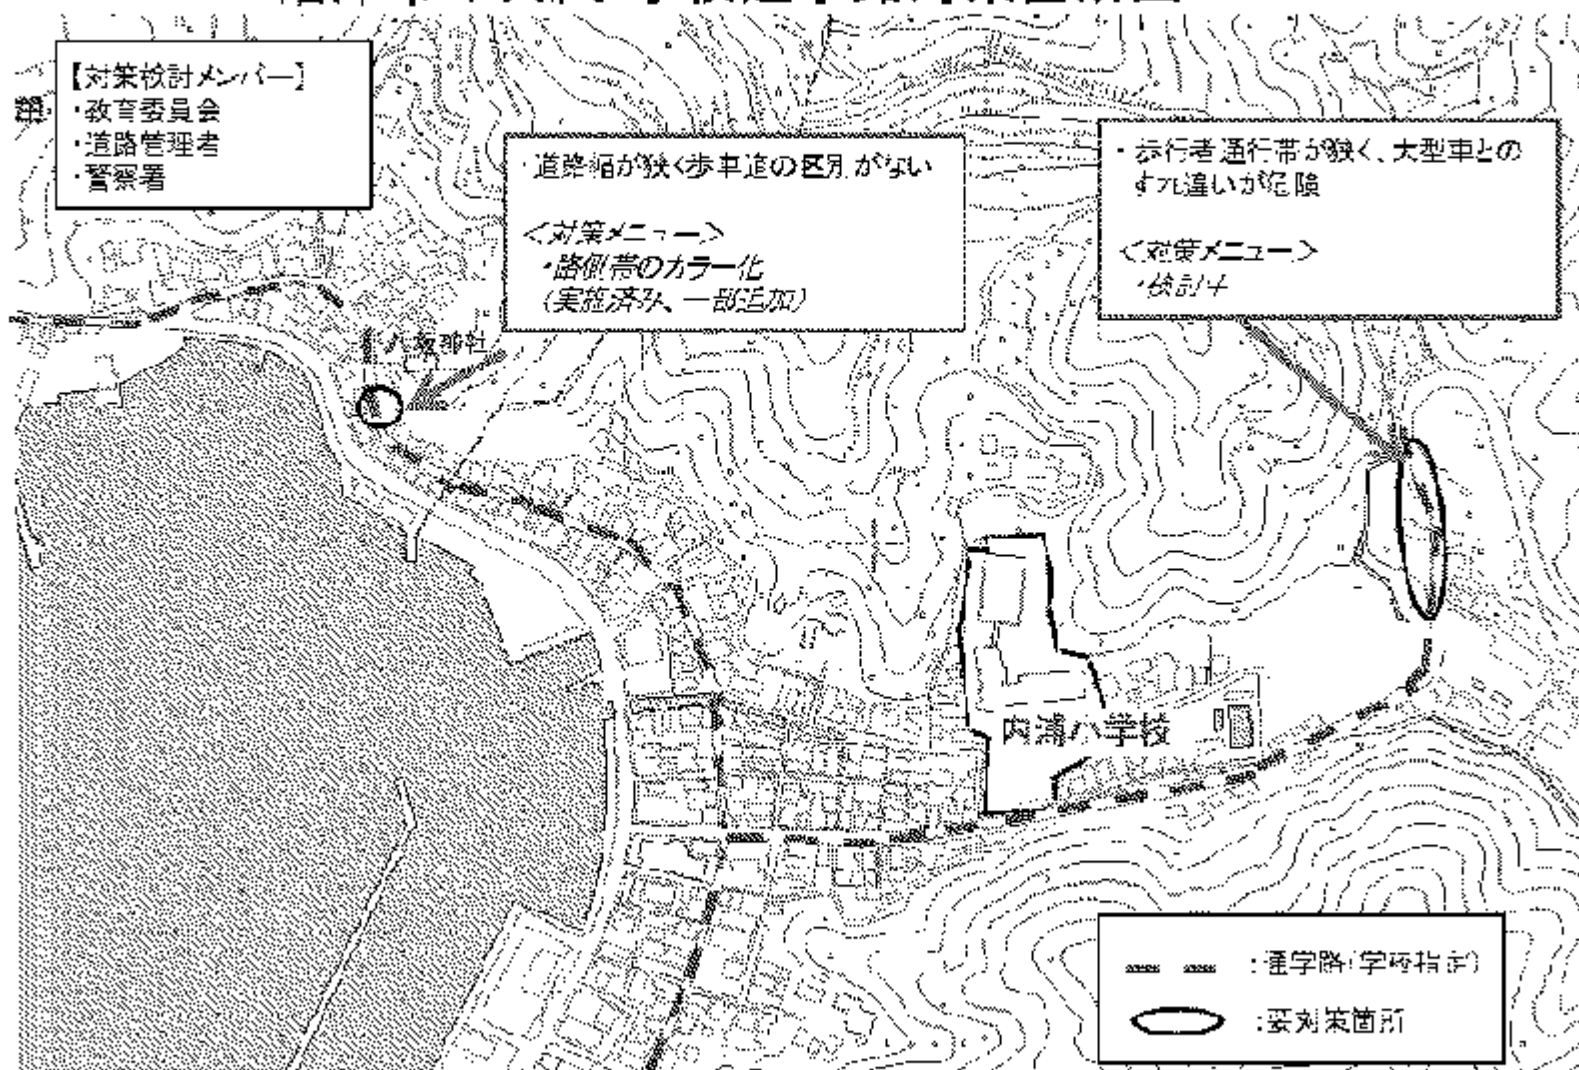 【対策検討メンバー】
・教育委員会
・道路管理者
・警察署
・道路幅が狭く歩車道の区別がない
＜対策メニュー＞
・路側帯のカラー化
（実施済み、一部追加）
・歩行者通行帯が狭く、大型車との
すれ違いが危険
＜対策メニュー＞
・検討中
八坂神社
内浦小学校
：通学路（学校指定）
：要対策箇所